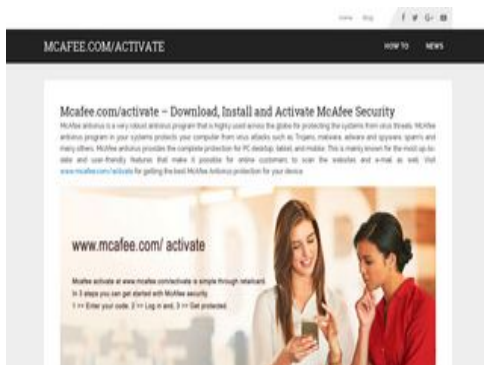 Home Blog
MCAFEE.COM/ACTIVATE HOW TO NEWS
Mcafee.com/activate – Download, Install and Activate McAfee Security
McAfee antivirus is a very robust antivirus program that is highly used across the globe for protecting the systems from virus threats. McAfee
antivirus program in your systems protects your computer from virus attacks such as Trojans, malware, adware and spyware, spam's and
many others. McAfee antivirus provides the complete protection for PC desktop, tablet, and mobile. This is mainly known for the most up-to-
date and user-friendly features that make it possible for online customers to scan the websites and e-mail as well. Visit
www.mcafee.com/activate for getting the best McAfee Antivirus protection for your device.
www.mcafee.com/ activate
Mcafee activate at www.mcafee.com/activate is simple through retailcard.
In 3 steps you can get started with McAfee security.
1 >> Enter your code, 2 >> Log in and, 3 >> Get protected.